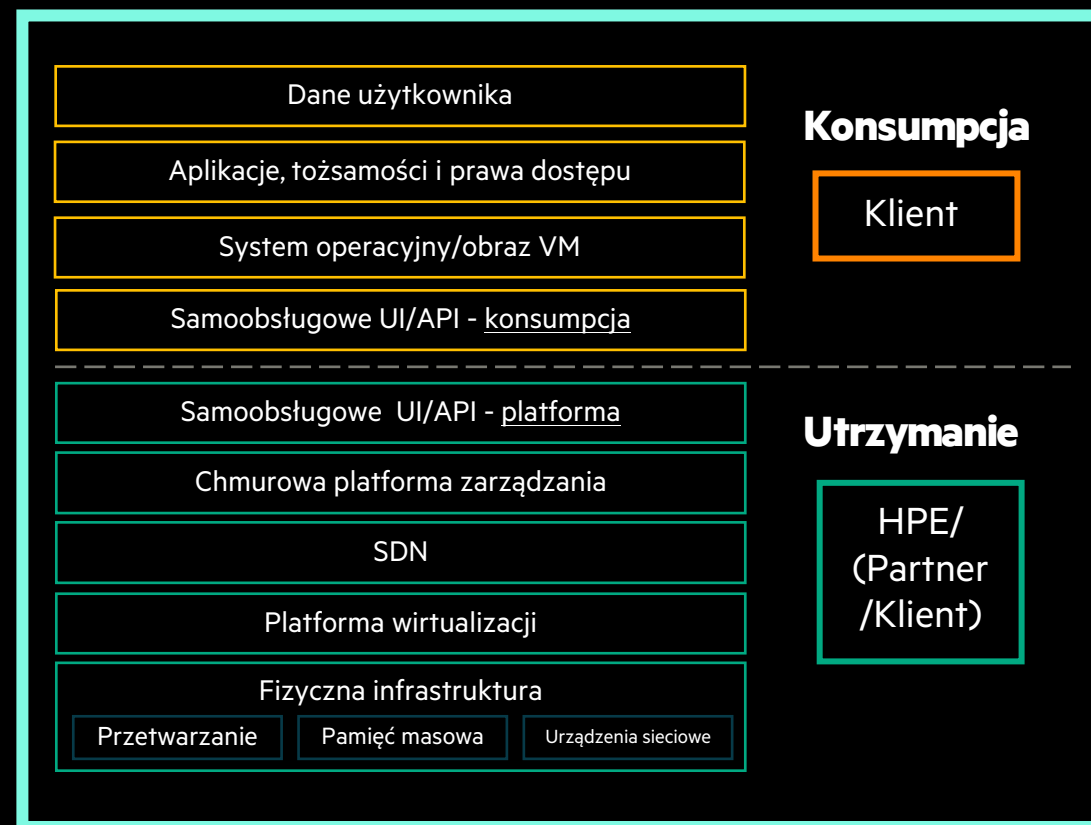 Dane użytkownika
Aplikacje, tożsamości i prawa dostępu
System operacyjny/obraz VM
Samoobsługowe UI/API - konsumpcja
Konsumpcja
Klient
Samoobsługowe UI/API - platforma
Chmurowa platforma zarządzania
SDN
Platforma wirtualizacji
Fizyczna infrastruktura
Przetwarzanie
Pamięć masowa
Urządzenia sieciowe
Utrzymanie
HPE/
(Partner
/Klient)